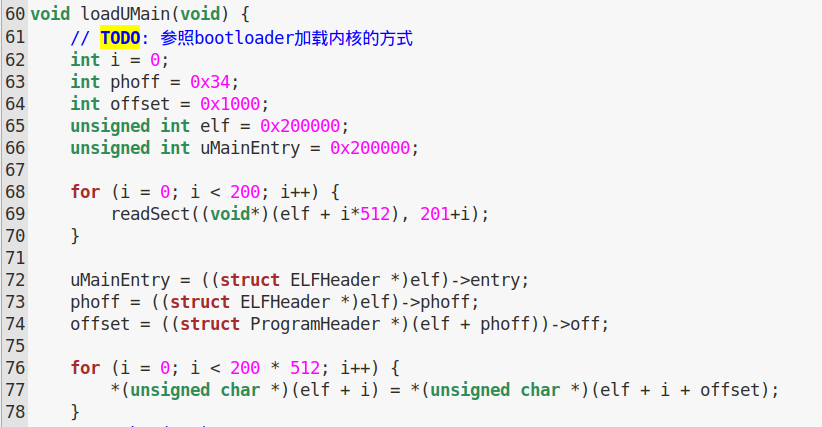 60 void loadUMain(void) {
61     // TODO: 参照bootloader加载内核的方式
62     int i = 0;
63     int phoff = 0x34;
64     int offset = 0x1000;
65     unsigned int elf = 0x200000;
66     unsigned int uMainEntry = 0x200000;
67
68     for (i = 0; i < 200; i++) {
69         readSect((void*)(elf + i*512), 201+i);
70     }
71
72     uMainEntry = ((struct ELFHeader *)elf)->entry;
73     phoff = ((struct ELFHeader *)elf)->phoff;
74     offset = ((struct ProgramHeader *)(elf + phoff))->off;
75
76     for (i = 0; i < 200 * 512; i++) {
77         *(unsigned char *)(elf + i) = *(unsigned char *)(elf + i + offset);
78     }